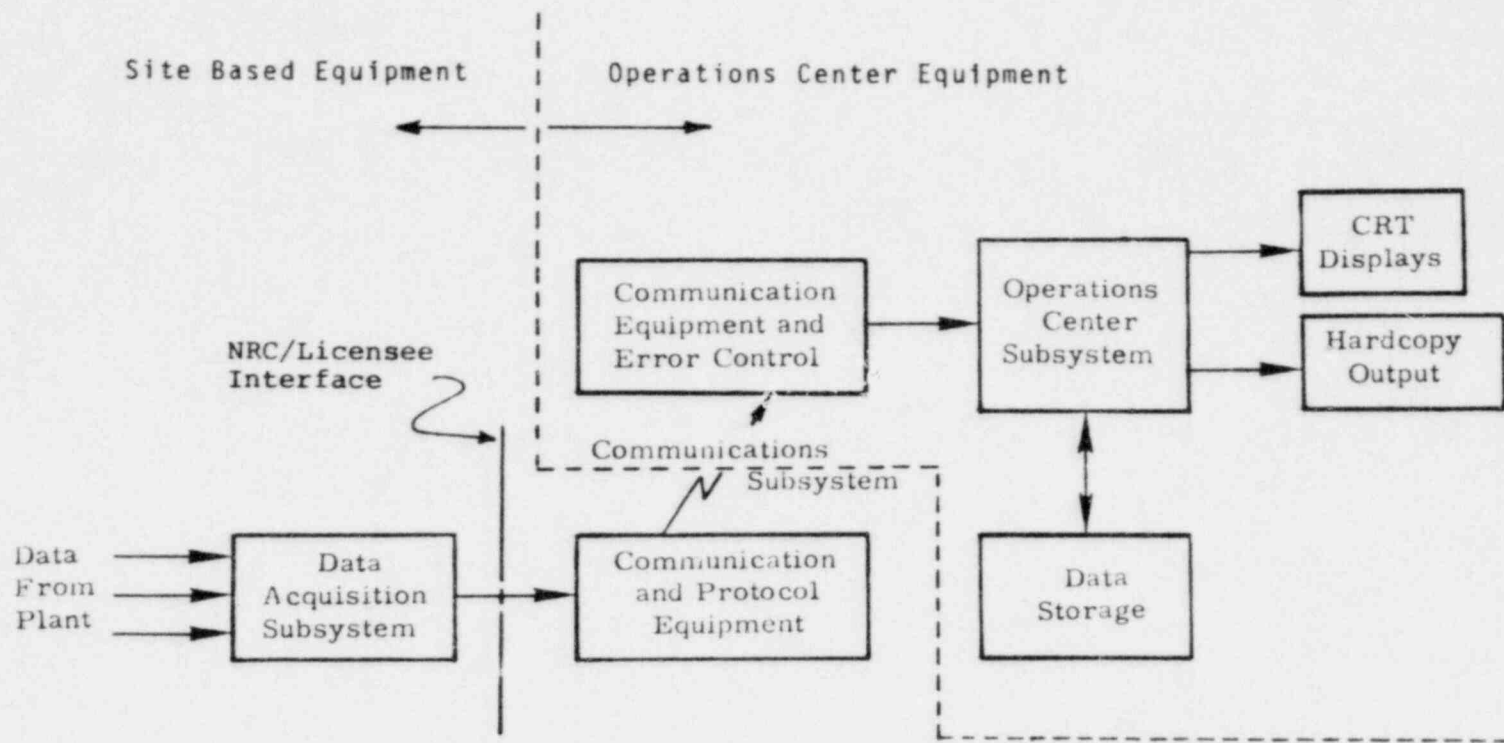 Site Based Equipment
Operations Center Equipment
CRT
Displays
Communication
Equipment and
Error Control
Operations
Center
Subsystem
Hardcopy
Output
NRC/Licensee
Interface
Communications
Subsystem
Data
From
Plant
Data
Acquisition
Subsystem
Communication
and Protocol
Equipment
Data
Storage